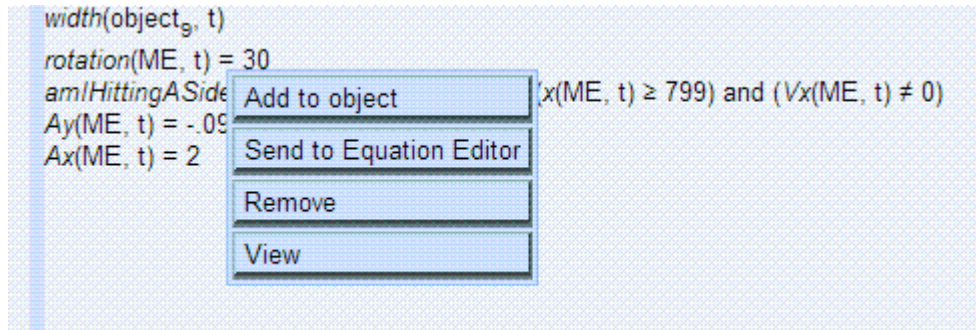 width(object₉, t)
rotation(ME, t) = 30
amIHittingASide (x(ME, t) ≥ 799) and (Vx(ME, t) ≠ 0)
Ay(ME, t) = -.09
Ax(ME, t) = 2
Add to object
Send to Equation Editor
Remove
View